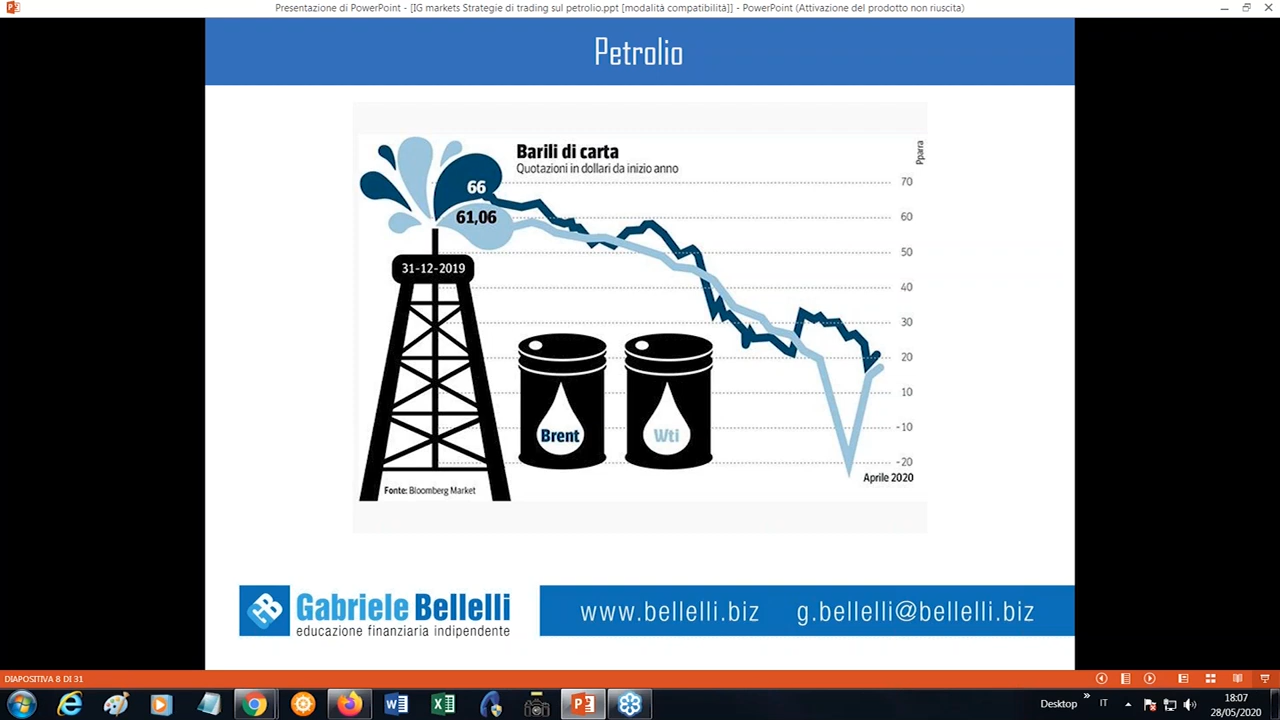 Presentazione di PowerPoint - [IG markets Strategie di trading sul petrolio.ppt [modalità compatibilità]] - PowerPoint (Attivazione del prodotto non riuscita)
Petrolio
Barili di carta
Quotazioni in dollari da inizio anno
Pparra
66
61,06
31-12-2019
70
60
50
40
30
20
10
-10
-20
Brent
Wti
Aprile 2020
Fonte: Bloomberg Market
Gabriele Bellelli
educazione finanziaria indipendente
www.bellelli.biz g.bellelli@bellelli.biz
DIAPOSITIVA 8 DI 31
Desktop
IT
18:07
28/05/2020